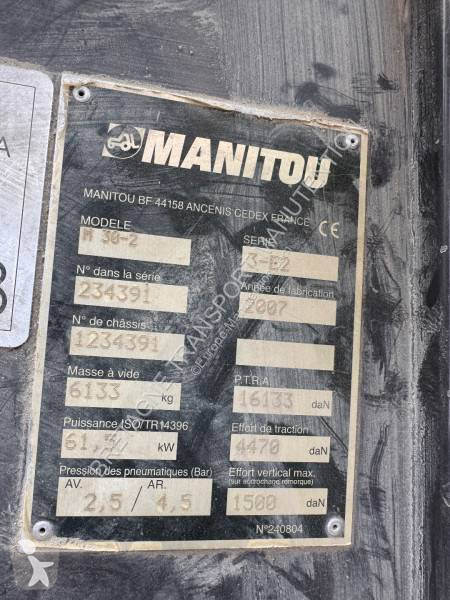 MANITOU
MANITOU BF 44158 ANCENIS CEDEX FRANCE
CE
MODELE
M 30-2
SERIE
3-E2
N° dans la série
234391
Année de fabrication
2007
N° de châssis
1234391
Masse à vide
6133 kg
P.T.R.A
16133 daN
Puissance ISO/TR14396
61, kW
Effort de traction
4470 daN
Pression des pneumatiques (Bar)
AV. AR.
2,5 / 4,5
Effort vertical max.
(sur autrochane remorque)
1500 daN
N°240804
A